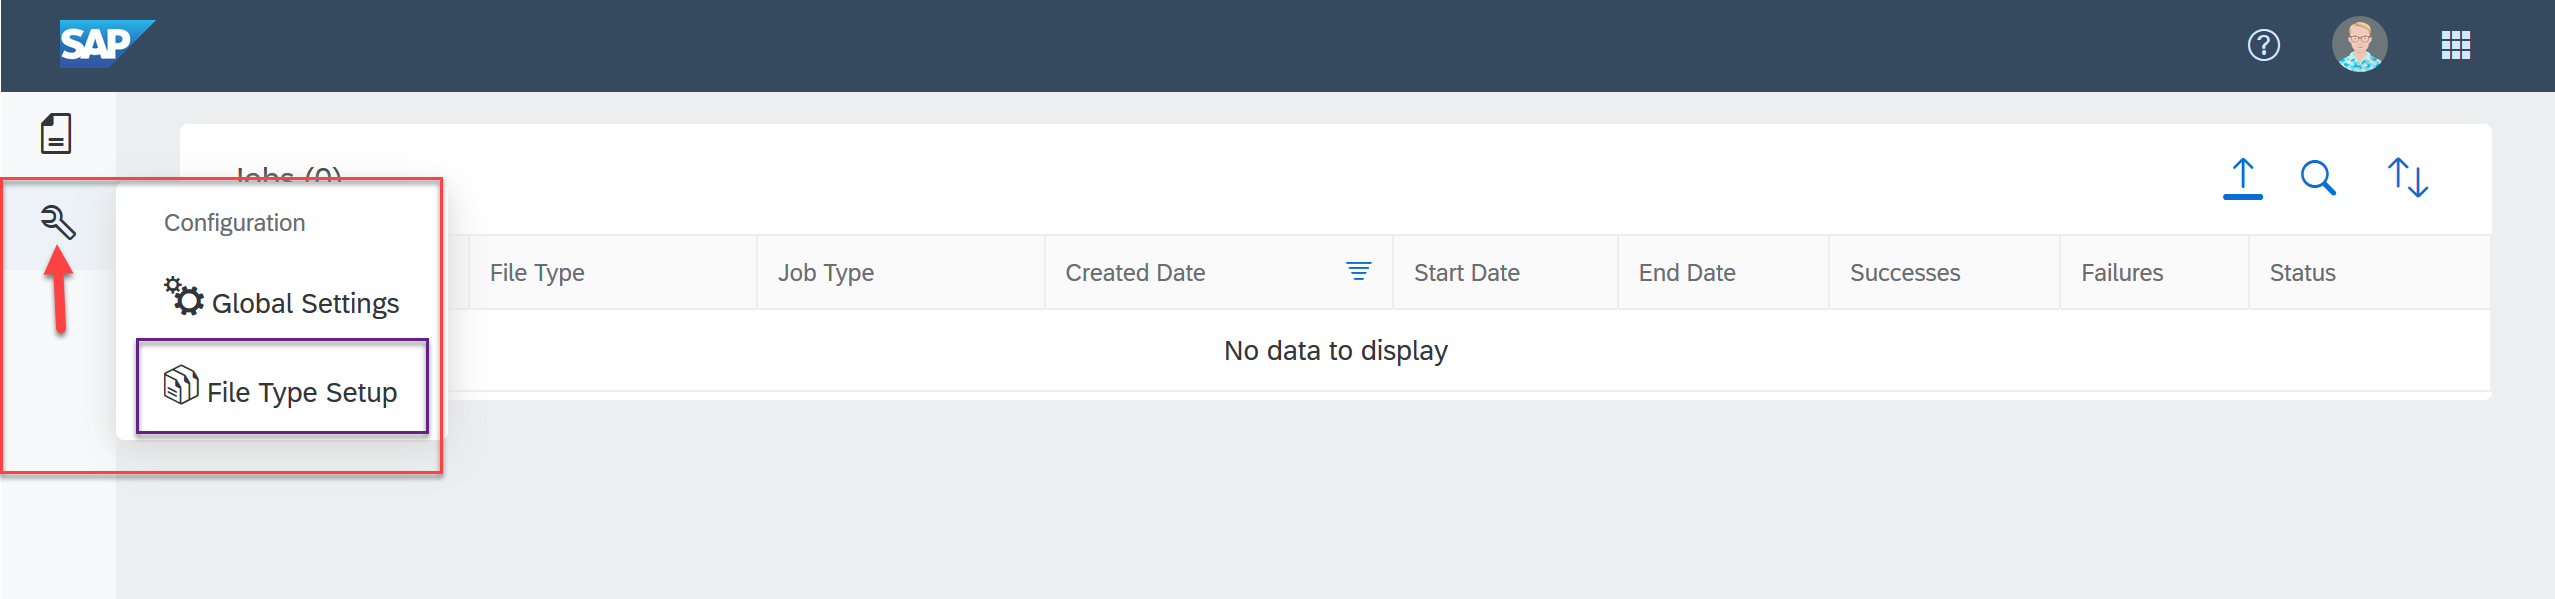 SAP
Jobs (0)
Configuration
Global Settings
File Type Setup
File Type Job Type Created Date Start Date End Date Successes Failures Status
No data to display